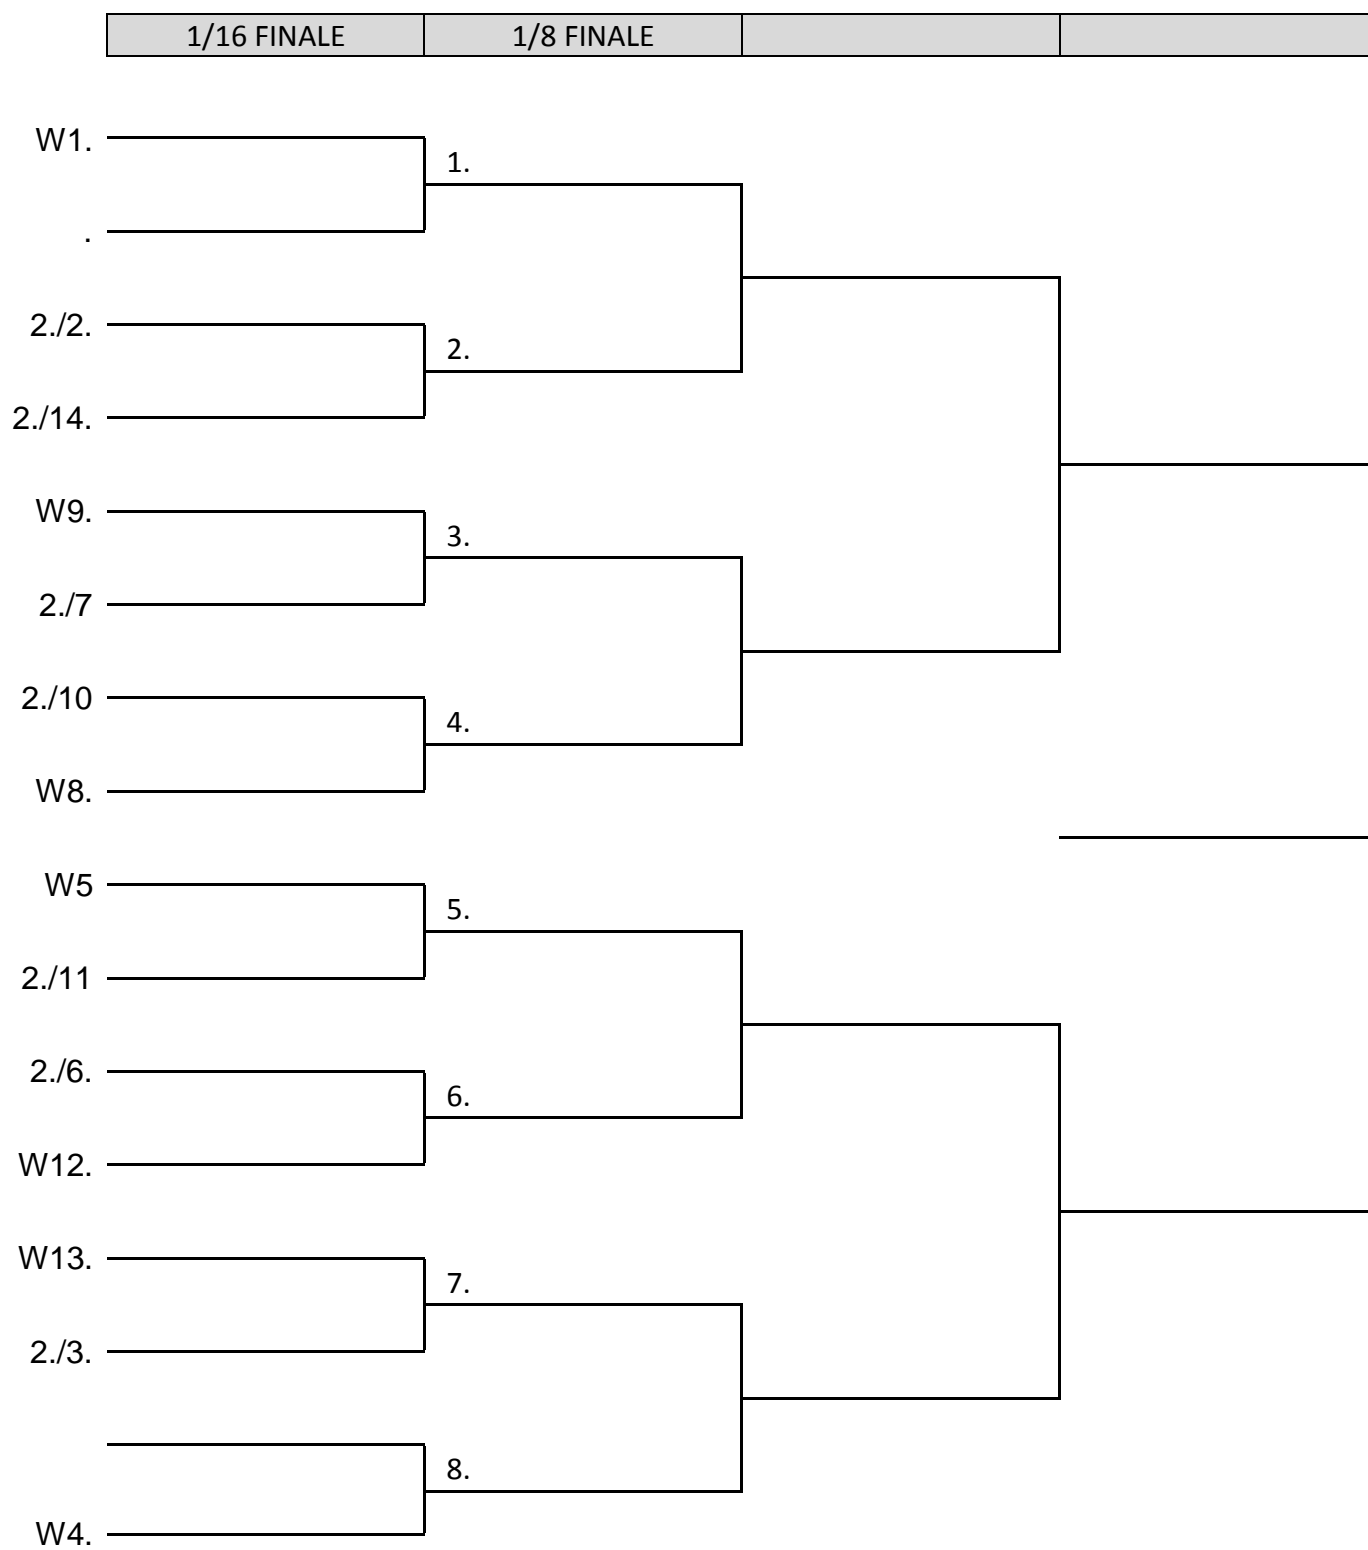 1/16 FINALE 1/8 FINALE
W1.
1.
.
2./2.
2.
2./14.
W9.
3.
2./7
2./10
4.
W8.
W5
5.
2./11
2./6.
6.
W12.
W13.
7.
2./3.
8.
W4.